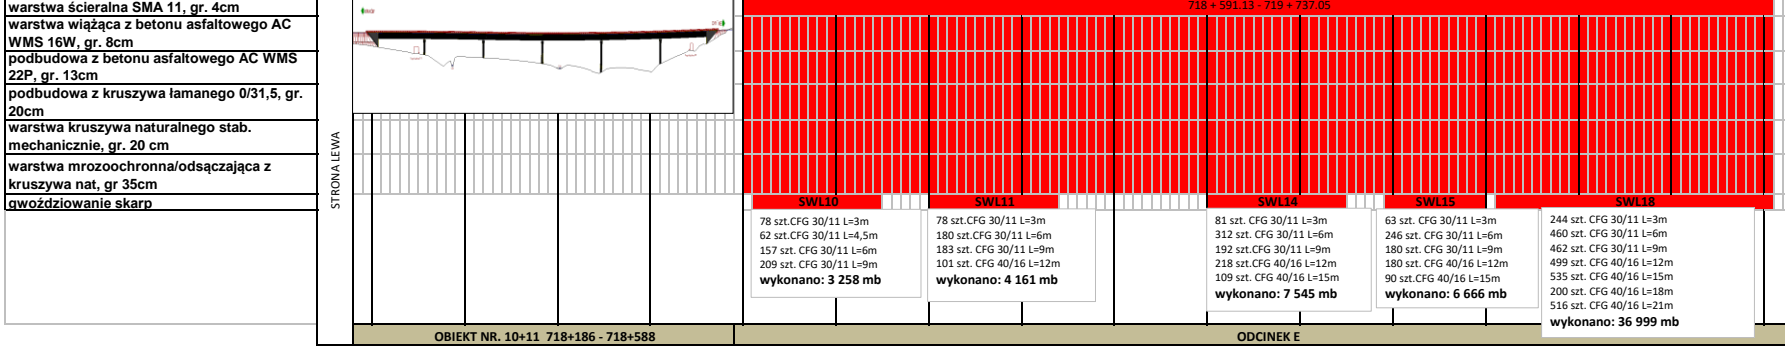 warstwa ścieralna SMA 11, gr. 4cm
718 + 591.13 - 719 + 737.05
warstwa wiążąca z betonu asfaltowego AC
WMS 16W, gr. 8cm
podbudowa z betonu asfaltowego AC WMS
22P, gr. 13cm
podbudowa z kruszywa łamanego 0/31,5, gr.
20cm
warstwa kruszywa naturalnego stab.
mechanicznie, gr. 20 cm
warstwa mrozoochronna/odsączająca z
kruszywa nat, gr 35cm
gwoździowanie skarp
STRONA LEWA
SWL10
78 szt.CFG 30/11 L=3m
62 szt.CFG 30/11 L=4,5m
157 szt. CFG 30/11 L=6m
209 szt. CFG 30/11 L=9m
wykonano: 3 258 mb
SWL11
78 szt.CFG 30/11 L=3m
180 szt.CFG 30/11 L=6m
183 szt. CFG 30/11 L=9m
101 szt. CFG 40/16 L=12m
wykonano: 4 161 mb
SWL14
81 szt. CFG 30/11 L=3m
312 szt. CFG 30/11 L=6m
192 szt. CFG 30/11 L=9m
218 szt. CFG 40/16 L=12m
109 szt. CFG 40/16 L=15m
wykonano: 7 545 mb
SWL15
63 szt. CFG 30/11 L=3m
246 szt. CFG 30/11 L=6m
180 szt. CFG 30/11 L=9m
180 szt. CFG 40/16 L=12m
90 szt.CFG 40/16 L=15m
wykonano: 6 666 mb
SWL18
244 szt. CFG 30/11 L=3m
460 szt. CFG 30/11 L=6m
462 szt. CFG 30/11 L=9m
499 szt. CFG 40/16 L=12m
535 szt. CFG 40/16 L=15m
200 szt. CFG 40/16 L=18m
516 szt. CFG 40/16 L=21m
wykonano: 36 999 mb
OBIEKT NR. 10+11 718+186 - 718+588
ODCINEK E